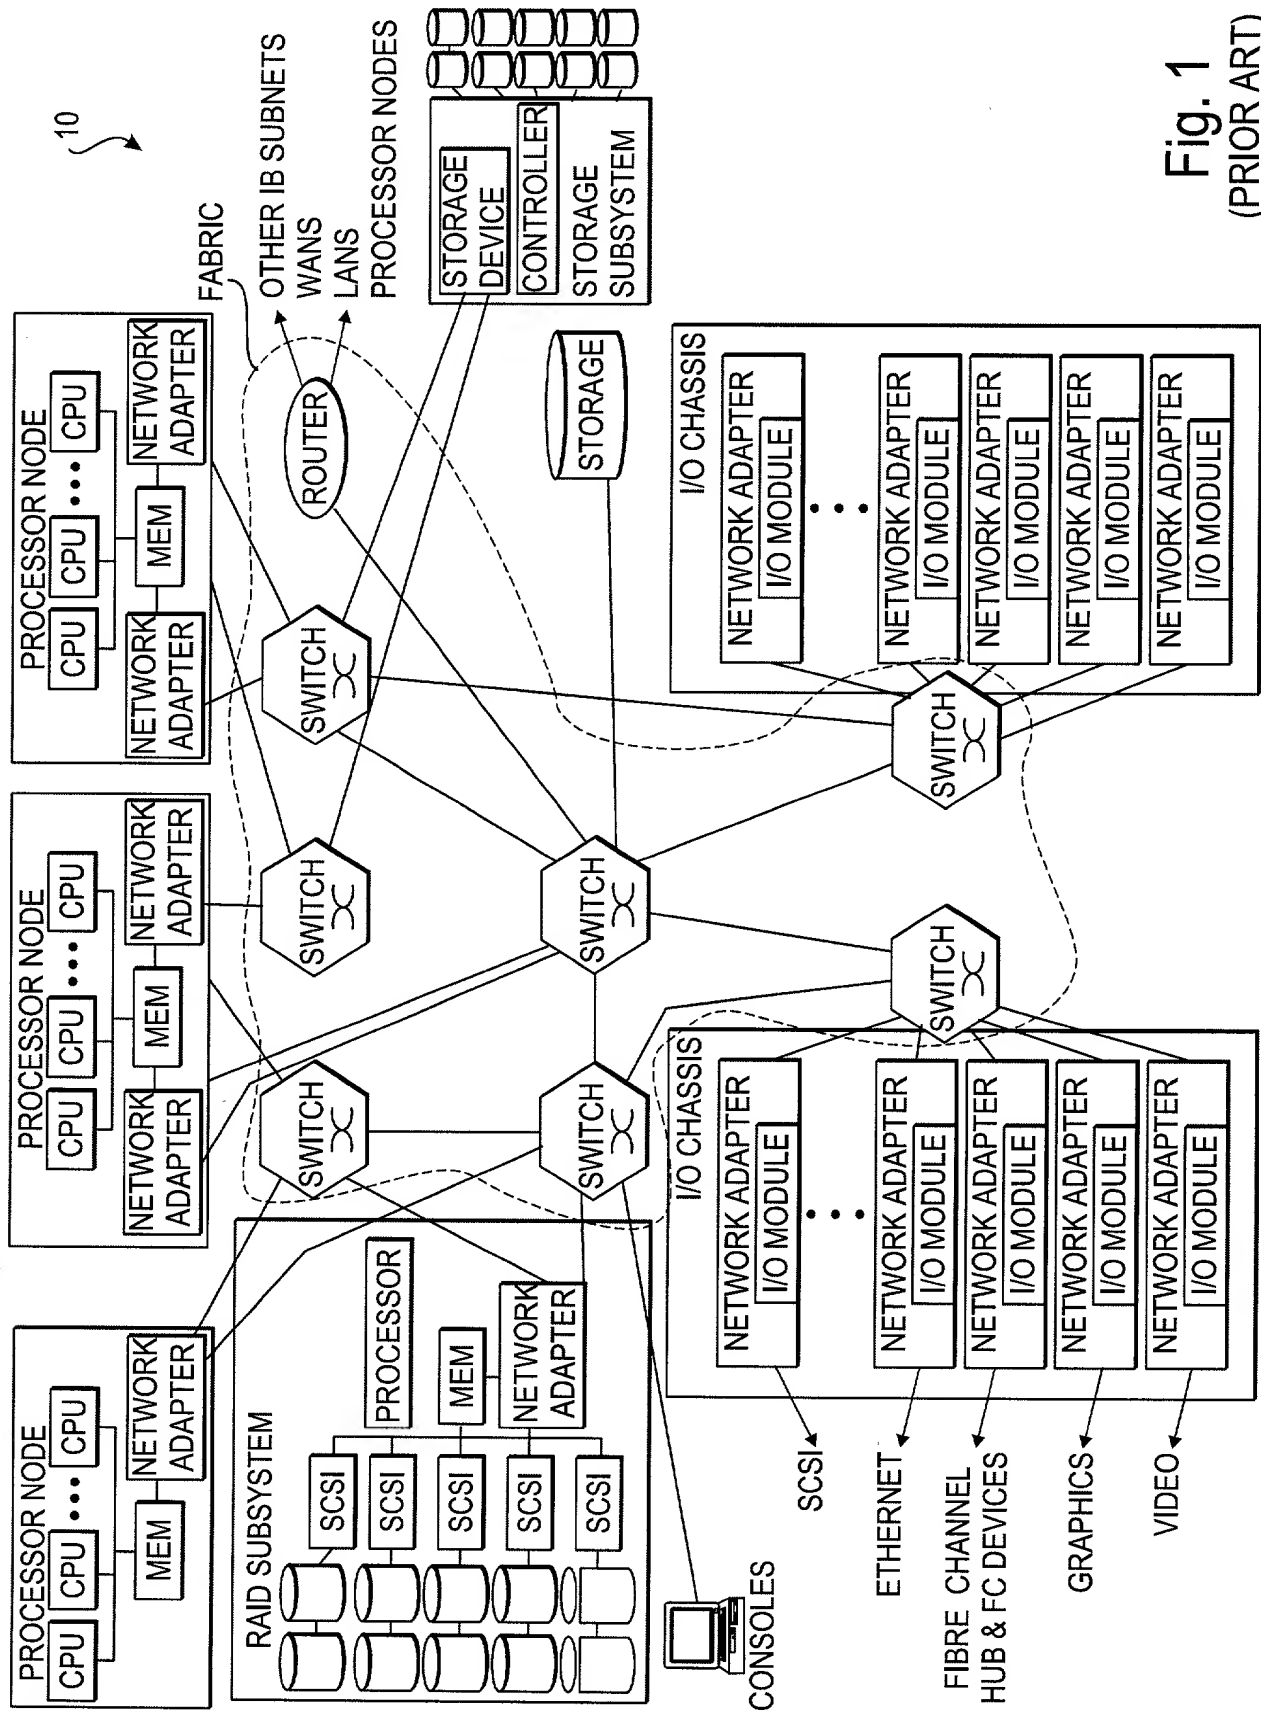 10
PROCESSOR NODE
CPU
CPU
•••
CPU
MEM
NETWORK
ADAPTER
PROCESSOR NODE
CPU
CPU
•••
CPU
NETWORK
ADAPTER
MEM
NETWORK
ADAPTER
PROCESSOR NODE
CPU
CPU
•••
CPU
NETWORK
ADAPTER
MEM
NETWORK
ADAPTER
FABRIC
OTHER IB SUBNETS
WANS
LANS
PROCESSOR NODES
ROUTER
SWITCH
SWITCH
SWITCH
RAID SUBSYSTEM
SCSI
SCSI
SCSI
SCSI
SCSI
PROCESSOR
MEM
NETWORK
ADAPTER
SWITCH
SWITCH
STORAGE
STORAGE
DEVICE
CONTROLLER
STORAGE
SUBSYSTEM
CONSOLES
I/O CHASSIS
NETWORK ADAPTER
I/O MODULE
•••
NETWORK ADAPTER
I/O MODULE
NETWORK ADAPTER
I/O MODULE
NETWORK ADAPTER
I/O MODULE
NETWORK ADAPTER
I/O MODULE
SCSI
ETHERNET
FIBRE CHANNEL
HUB & FC DEVICES
GRAPHICS
VIDEO
SWITCH
SWITCH
I/O CHASSIS
NETWORK ADAPTER
I/O MODULE
•••
NETWORK ADAPTER
I/O MODULE
NETWORK ADAPTER
I/O MODULE
NETWORK ADAPTER
I/O MODULE
NETWORK ADAPTER
I/O MODULE
Fig. 1
(PRIOR ART)